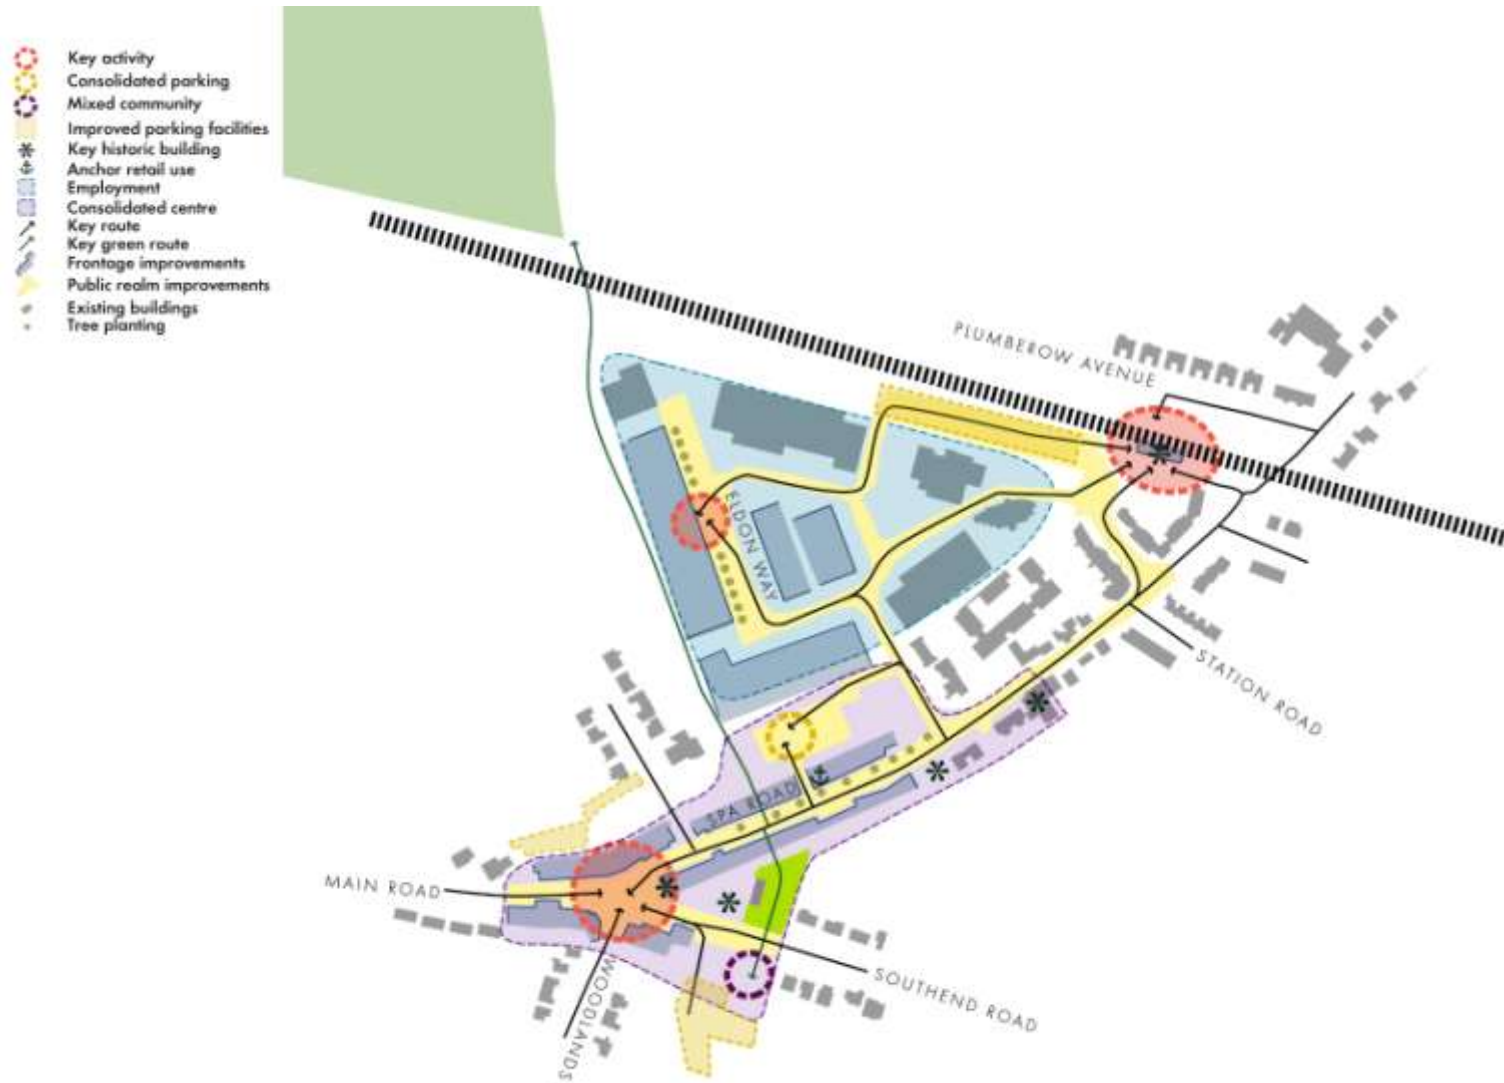 Key activity
Consolidated parking
Mixed community
Improved parking facilities
Key historic building
Anchor retail use
Employment
Consolidated centre
Key route
Key green route
Frontage improvements
Public realm improvements
Existing buildings
Tree planting
PLUMBEROW AVENUE
ELDON WAY
STATION ROAD
SPA ROAD
MAIN ROAD
SOUTHEND ROAD
WOODLANDS